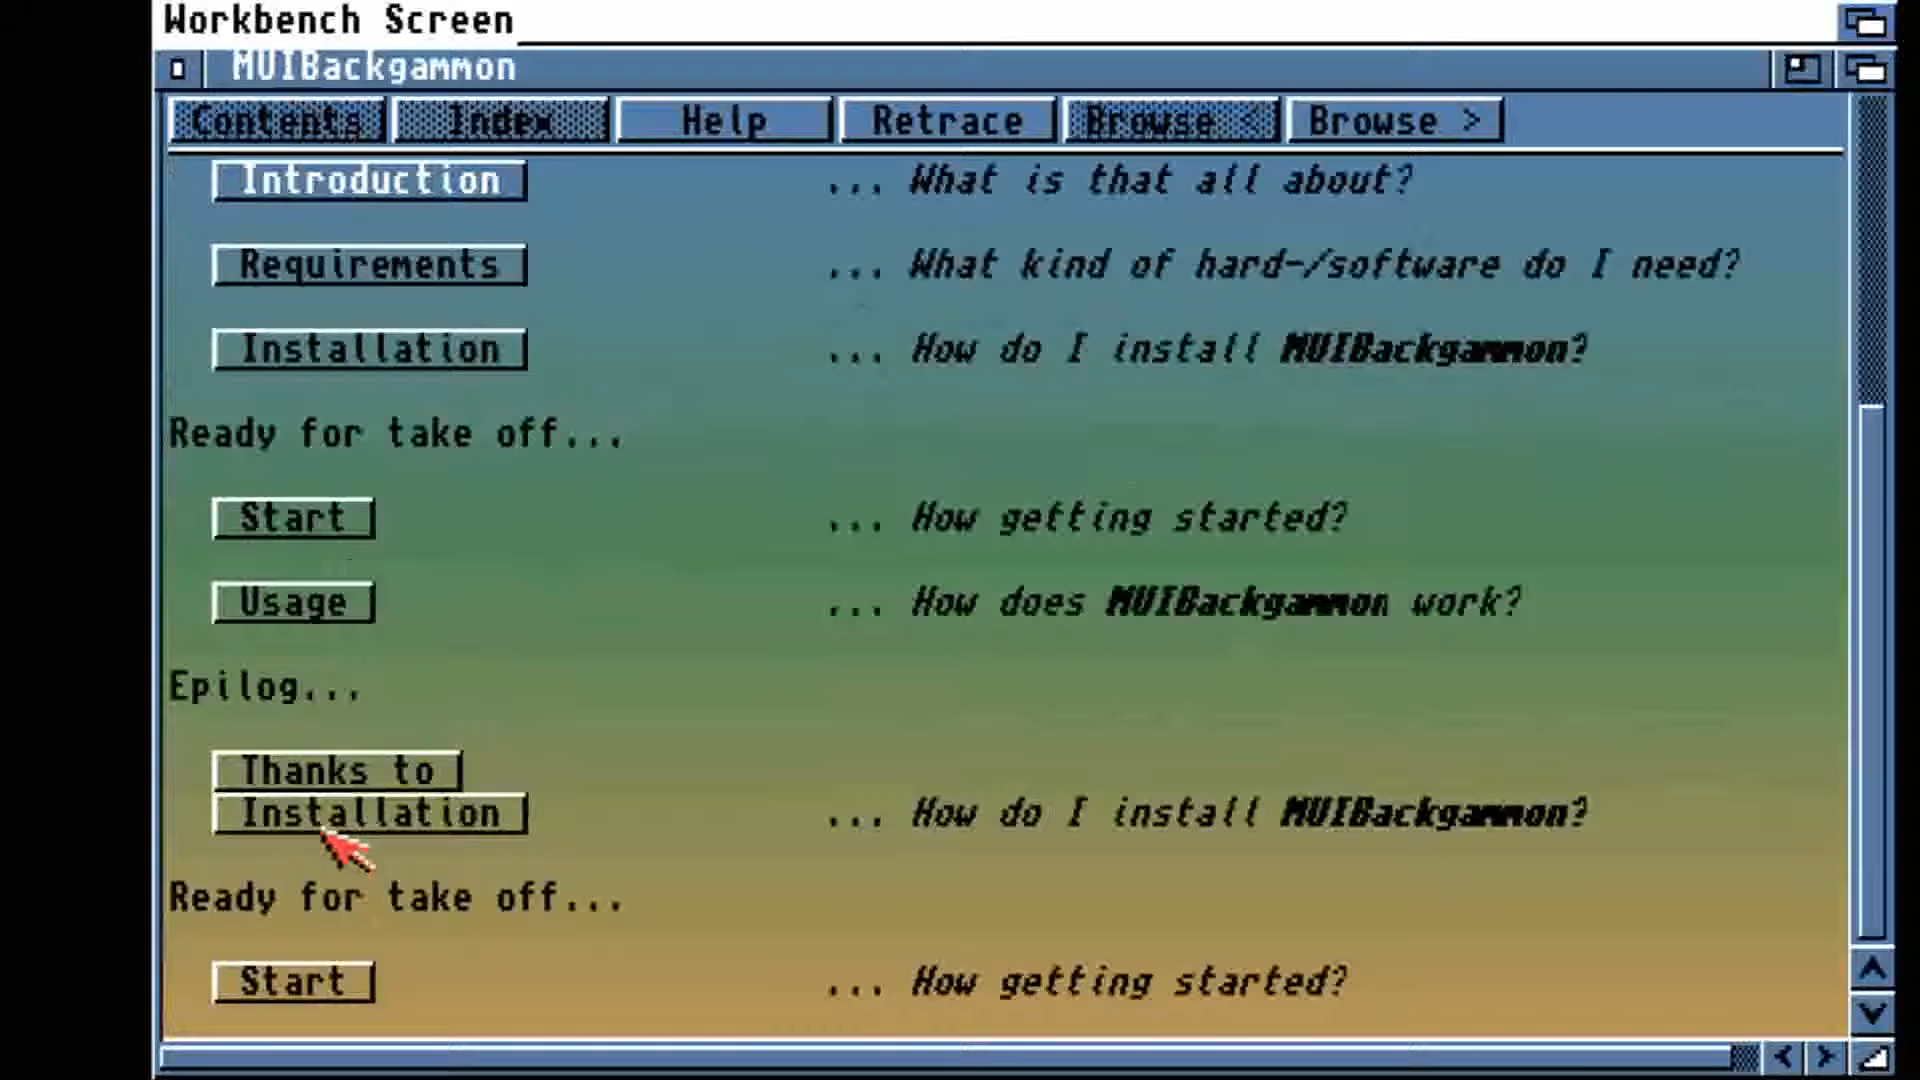 Workbench Screen
MUIBackgammon
Contents Index Help Retrace Browse < Browse >
Introduction ... What is that all about?
Requirements ... What kind of hard-/software do I need?
Installation ... How do I install MUIBackgammon?
Ready for take off...
Start ... How getting started?
Usage ... How does MUIBackgammon work?
Epilog...
Thanks to
Installation ... How do I install MUIBackgammon?
Ready for take off...
Start ... How getting started?